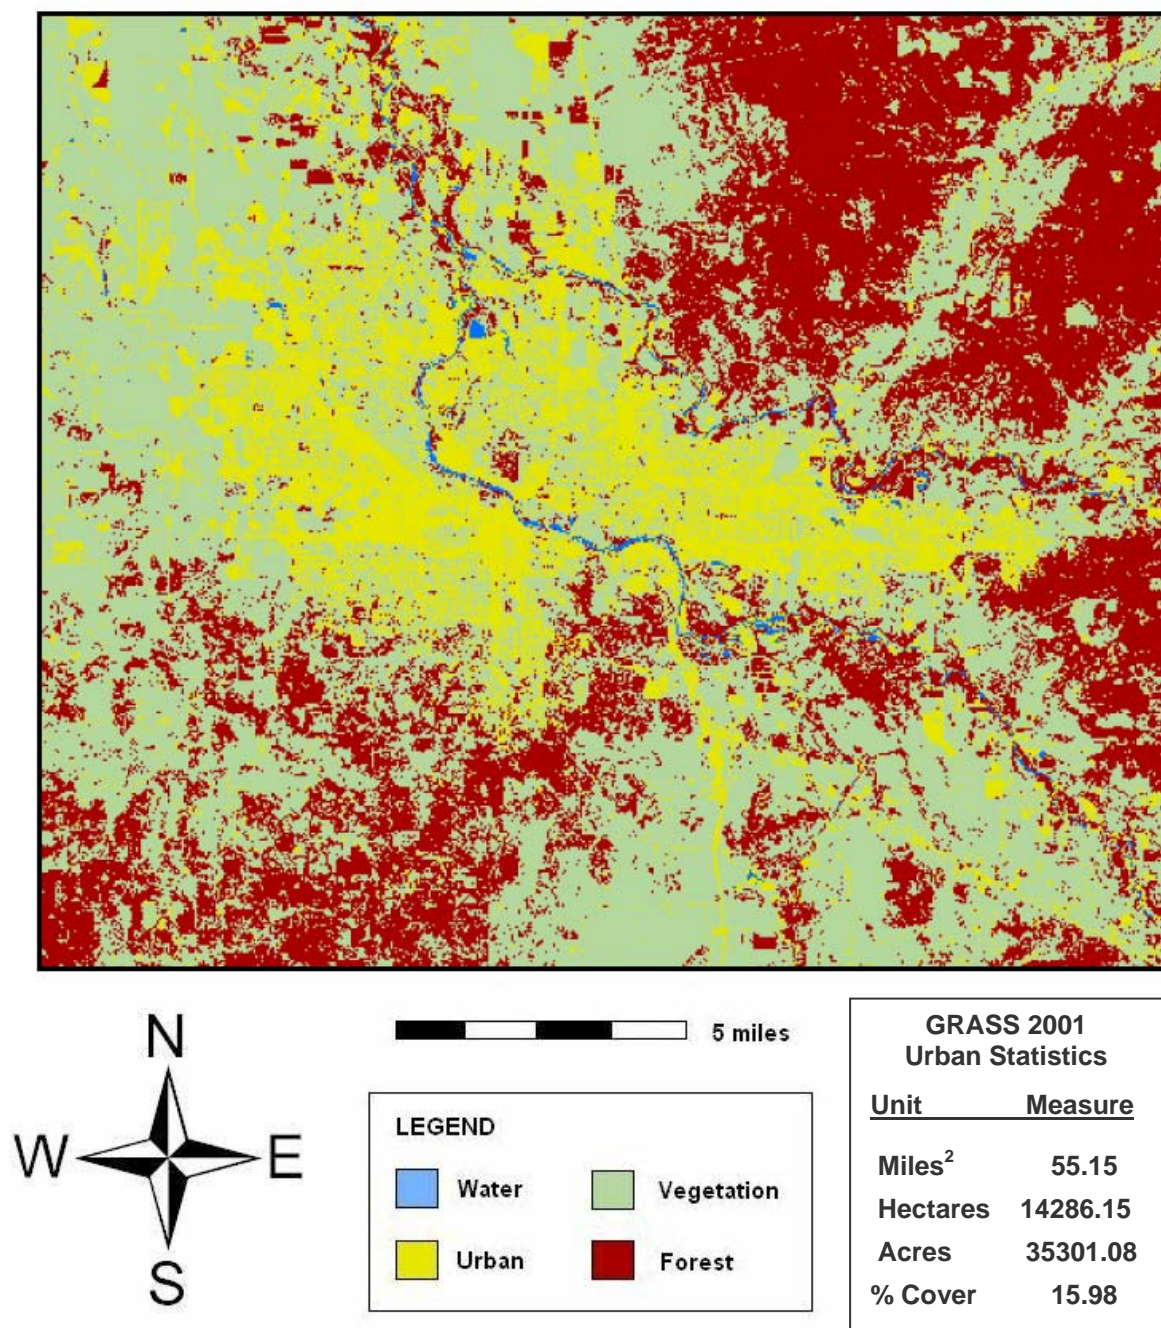 N
W E
S
5 miles
LEGEND
Water Vegetation
Urban Forest
GRASS 2001
Urban Statistics
Unit Measure
Miles² 55.15
Hectares 14286.15
Acres 35301.08
% Cover 15.98